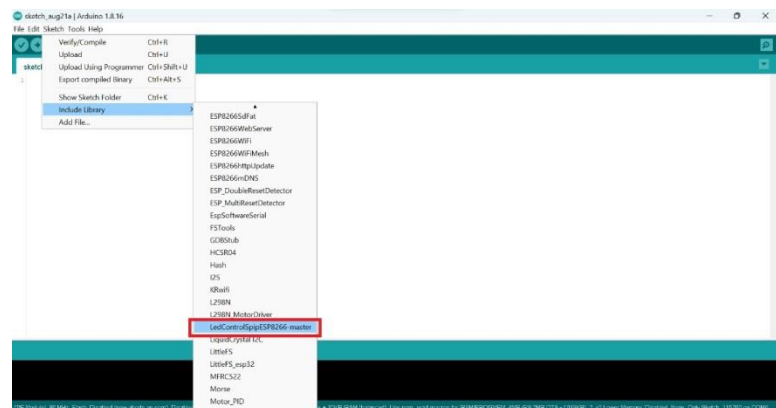 sketch_aug21a | Arduino 1.8.16
File Edit Sketch Tools Help
Verify/Compile Ctrl+R
Upload Ctrl+U
Upload Using Programmer Ctrl+Shift+U
Export compiled Binary Ctrl+Alt+S
Show Sketch Folder Ctrl+K
Include Library
Add File...
sketc
1
ESP8266SdFat
ESP8266WebServer
ESP8266WiFi
ESP8266WiFiMesh
ESP8266httpUpdate
ESP8266mDNS
ESP_DoubleResetDetector
ESP_MultiResetDetector
EspSoftwareSerial
FSTools
GDBStub
HCSR04
Hash
I2S
KRwifi
L298N
L298N_MotorDriver
LedControlSpipESP8266-master
LiquidCrystal I2C
LittleFS
LittleFS_esp32
MFRC522
Morse
Motor_PID